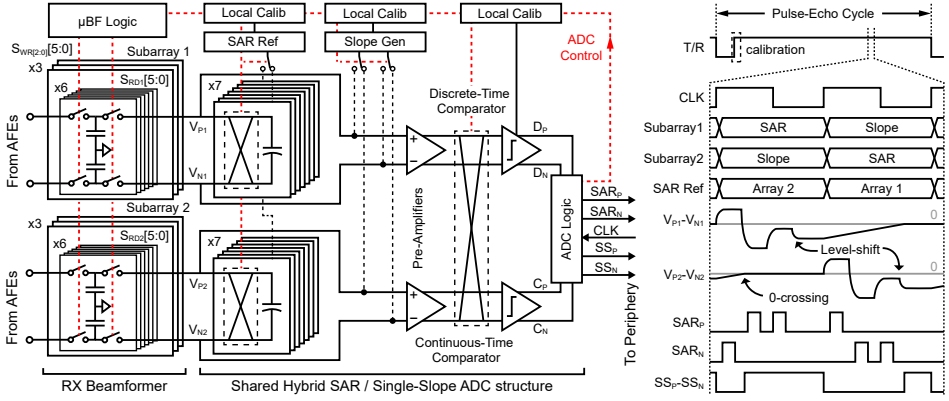 µBF Logic
Local Calib
Local Calib
Local Calib
SAR Ref
Slope Gen
ADC Control
S_WR[2:0][5:0]
Subarray 1
x3
x6
S_RD1[5:0]
From AFEs
V_P1
V_N1
x7
Discrete-Time Comparator
D_P
D_N
Pre-Amplifiers
ADC Logic
SAR_P
SAR_N
CLK
SS_P
SS_N
To Periphery
Subarray 2
x3
x6
S_RD2[5:0]
From AFEs
V_P2
V_N2
x7
C_P
C_N
Continuous-Time Comparator
RX Beamformer
Shared Hybrid SAR / Single-Slope ADC structure
Pulse-Echo Cycle
T/R
calibration
CLK
Subarray1 SAR Slope
Subarray2 Slope SAR
SAR Ref Array 2 Array 1
V_P1-V_N1 0
Level-shift
V_P2-V_N2 0
0-crossing
SAR_P
SAR_N
SS_P-SS_N